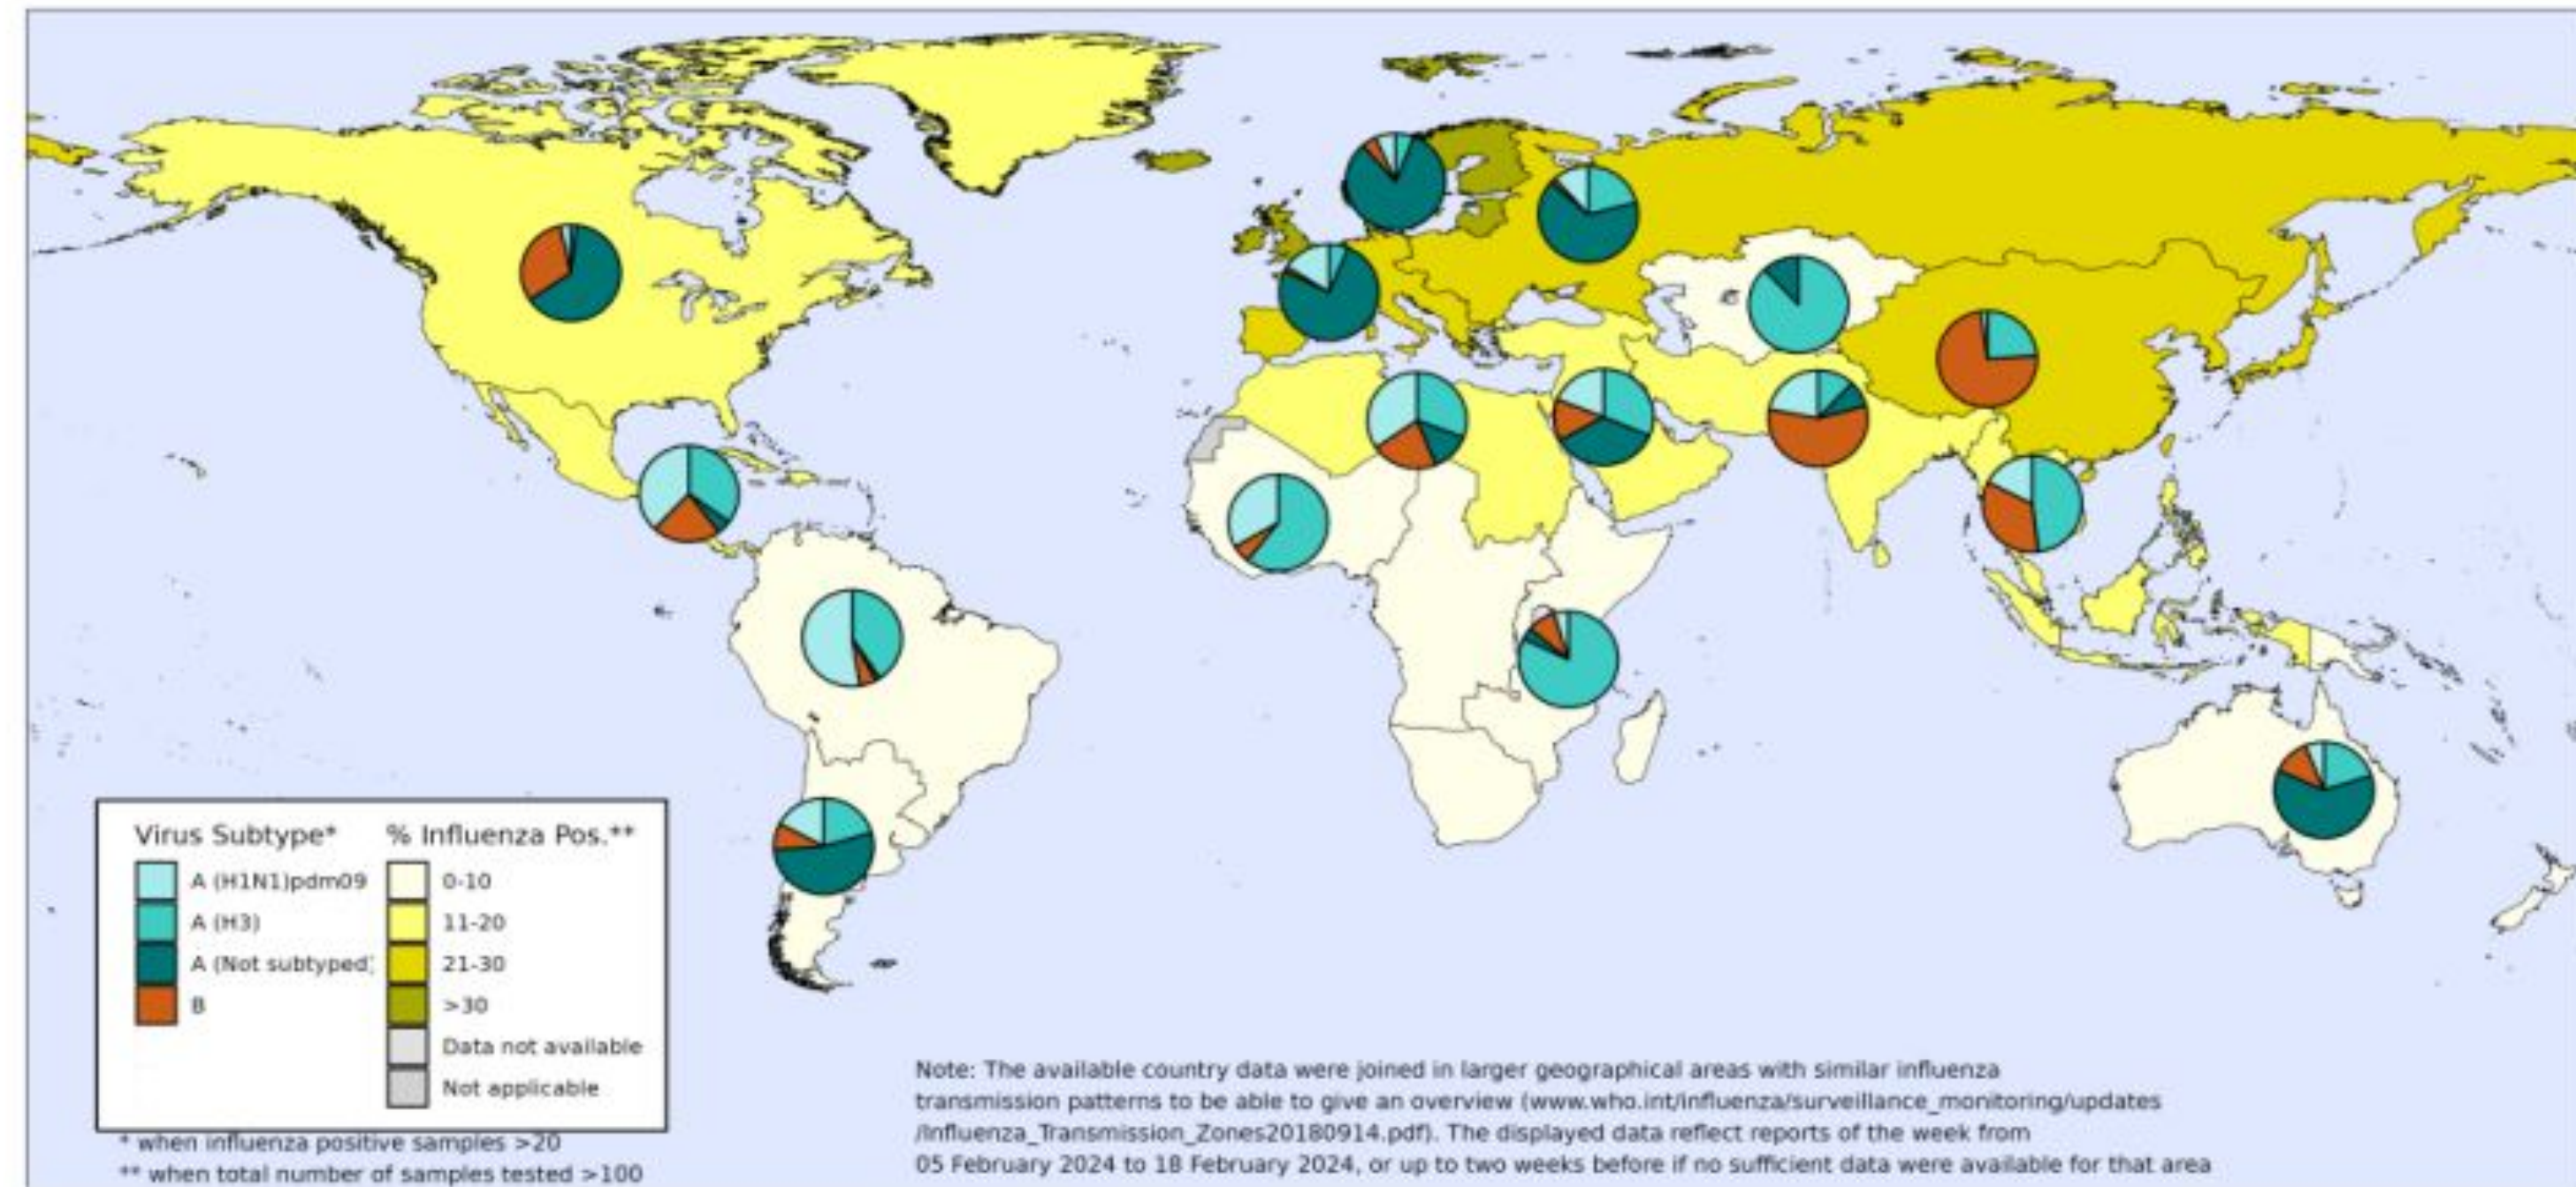 Virus Subtype*
A (H1N1)pdm09
A (H3)
A (Not subtyped)
B
% Influenza Pos.**
0-10
11-20
21-30
>30
Data not available
Not applicable
* when influenza positive samples >20
** when total number of samples tested >100
Note: The available country data were joined in larger geographical areas with similar influenza
transmission patterns to be able to give an overview (www.who.int/influenza/surveillance_monitoring/updates
/Influenza_Transmission_Zones20180914.pdf). The displayed data reflect reports of the week from
05 February 2024 to 18 February 2024, or up to two weeks before if no sufficient data were available for that area